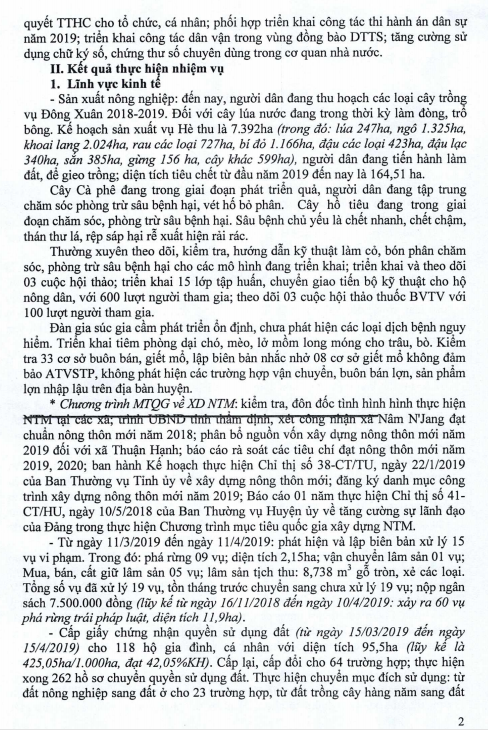 quyết TTHC cho tổ chức, cá nhân; phối hợp triển khai công tác thi hành án dân sự
năm 2019; triển khai công tác dân vận trong vùng đồng bào DTTS; tăng cường sử
dụng chữ ký số, chứng thư số chuyên dùng trong cơ quan nhà nước.
II. Kết quả thực hiện nhiệm vụ
1. Lĩnh vực kinh tế
- Sản xuất nông nghiệp: đến nay, người dân đang thu hoạch các loại cây trồng
vụ Đông Xuân 2018-2019. Đối với cây lúa nước đang trong thời kỳ làm đòng, trổ
bông. Kế hoạch sản xuất vụ Hè thu là 7.392ha (trong đó: lúa 247ha, ngô 1.325ha,
khoai lang 2.024ha, rau các loại 727ha, bí đỏ 1.166ha, đậu các loại 423ha, đậu lạc
340ha, sắn 385ha, gừng 156 ha, cây khác 599ha), người dân đang tiến hành làm
đất, để gieo trồng; diện tích tiêu chết từ đầu năm 2019 đến nay là 164,51 ha.
Cây Cà phê đang trong giai đoạn phát triển quả, người dân đang tập trung
chăm sóc phòng trừ sâu bệnh hại, vét hố bỏ phân. Cây hồ tiêu đang trong giai
đoạn chăm sóc, phòng trừ sâu bệnh hại. Sâu bệnh chủ yếu là chết nhanh, chết chậm,
thán thư lá, rệp sáp hại rễ xuất hiện rải rác.
Thường xuyên theo dõi, kiểm tra, hướng dẫn kỹ thuật làm cỏ, bón phân chăm
sóc, phòng trừ sâu bệnh hại cho các mô hình đang triển khai; triển khai và theo dõi
03 cuộc hội thảo; triển khai 15 lớp tập huấn, chuyển giao tiến bộ kỹ thuật cho hộ
nông dân, với 600 lượt người tham gia; theo dõi 03 cuộc hội thảo thuốc BVTV với
100 lượt người tham gia.
Đàn gia súc gia cầm phát triển ổn định, chưa phát hiện các loại dịch bệnh nguy
hiểm. Triển khai tiêm phòng dại chó, mèo, lở mồm long móng cho trâu, bò. Kiểm
tra 33 cơ sở buôn bán, giết mổ, lập biên bản nhắc nhở 08 cơ sở giết mổ không đảm
bảo ATVSTP, không phát hiện các trường hợp vận chuyển, buôn bán lợn, sản phẩm
lợn nhập lậu trên địa bàn huyện.
* Chương trình MTQG về XD NTM: kiểm tra, đôn đốc tình hình hình thực hiện
NTM tại các xã; trình UBND tỉnh thẩm định, xét công nhận xã Nâm N'Jang đạt
chuẩn nông thôn mới năm 2018; phân bổ nguồn vốn xây dựng nông thôn mới năm
2019 đối với xã Thuận Hạnh; báo cáo rà soát các tiêu chí đạt nông thôn mới năm
2019, 2020; ban hành Kế hoạch thực hiện Chỉ thị số 38-CT/TU, ngày 22/1/2019
của Ban Thường vụ Tỉnh ủy về xây dựng nông thôn mới; đăng ký danh mục công
trình xây dựng nông thôn mới năm 2019; Báo cáo 01 năm thực hiện Chỉ thị số 41-
CT/HU, ngày 10/5/2018 của Ban Thường vụ Huyện ủy về tăng cường sự lãnh đạo
của Đảng trong thực hiện Chương trình mục tiêu quốc gia xây dựng NTM.
- Từ ngày 11/3/2019 đến ngày 11/4/2019: phát hiện và lập biên bản xử lý 15
vụ vi phạm. Trong đó: phá rừng 09 vụ; diện tích 2,15ha; vận chuyển lâm sản 01 vụ;
Mua, bán, cất giữ lâm sản 05 vụ; lâm sản tịch thu: 8,738 m³ gỗ tròn, xẻ các loại.
Tổng số vụ đã xử lý 19 vụ, tồn tháng trước chuyển sang chưa xử lý 19 vụ; nộp ngân
sách 7.500.000 đồng (lũy kế từ ngày 16/11/2018 đến ngày 10/4/2019: xảy ra 60 vụ
phá rừng trái pháp luật, diện tích 11,9ha).
- Cấp giấy chứng nhận quyền sử dụng đất (từ ngày 15/03/2019 đến ngày
15/4/2019) cho 118 hộ gia đình, cá nhân với diện tích 95,5ha (lũy kế là
425,05ha/1.000ha, đạt 42,05%KH). Cấp lại, cấp đổi cho 64 trường hợp; thực hiện
xong 262 hồ sơ chuyển quyền sử dụng đất. Thực hiện chuyển mục đích sử dụng: từ
đất nông nghiệp sang đất ở cho 23 trường hợp, từ đất trồng cây hàng năm sang đất
2